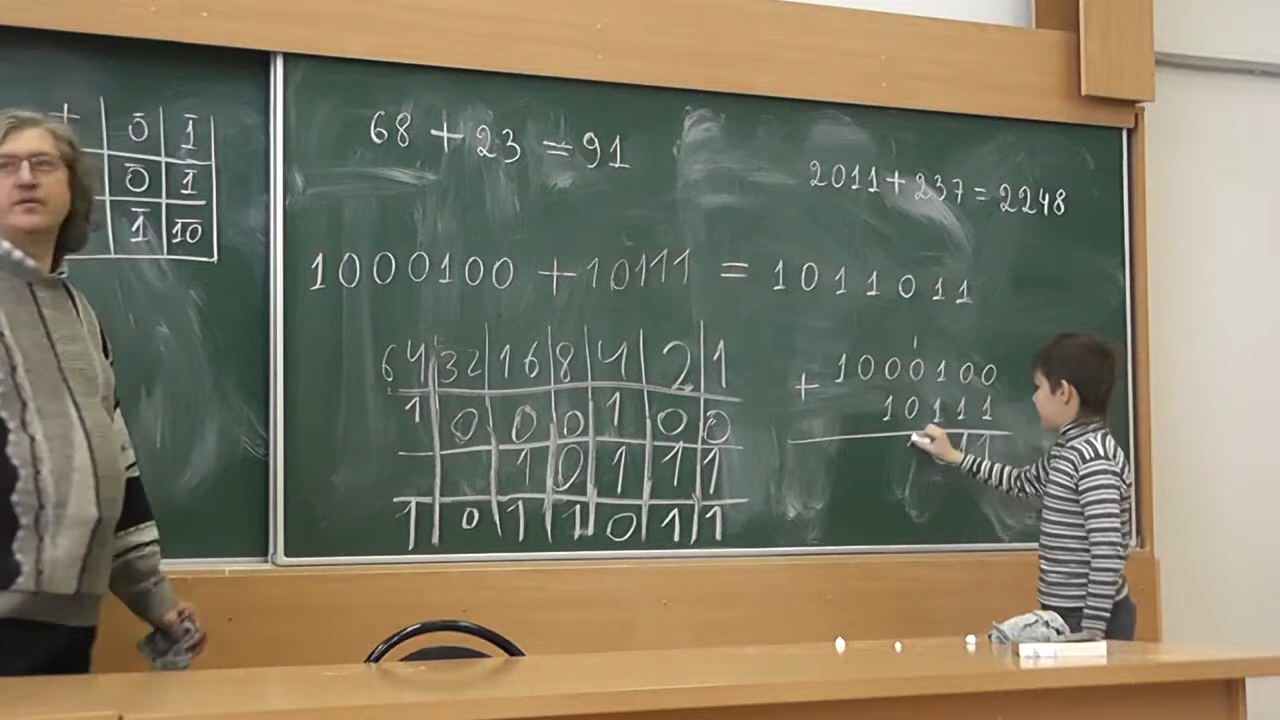 + 0 1
0 1
1 10
68 + 23 = 91
2011 + 237 = 2248
1000100 + 10111 = 1011011
64 32 16 8 4 2 1
1 0 0 0 1 0 0
1 0 1 1 1
1 0 1 1 0 1 1
1
+ 1000100
10111
11